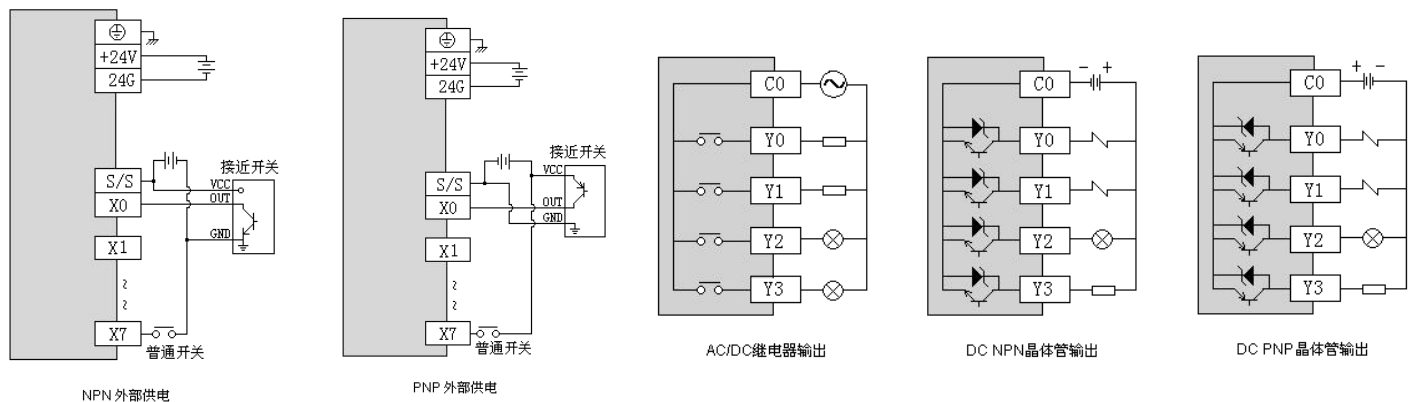 +24V
24G
S/S
X0
X1
X7
接近开关
VCC
OUT
GND
普通开关
NPN 外部供电
+24V
24G
S/S
X0
X1
X7
接近开关
VCC
OUT
GND
普通开关
PNP 外部供电
C0
Y0
Y1
Y2
Y3
AC/DC继电器输出
- +
C0
Y0
Y1
Y2
Y3
DC NPN晶体管输出
+ -
C0
Y0
Y1
Y2
Y3
DC PNP晶体管输出